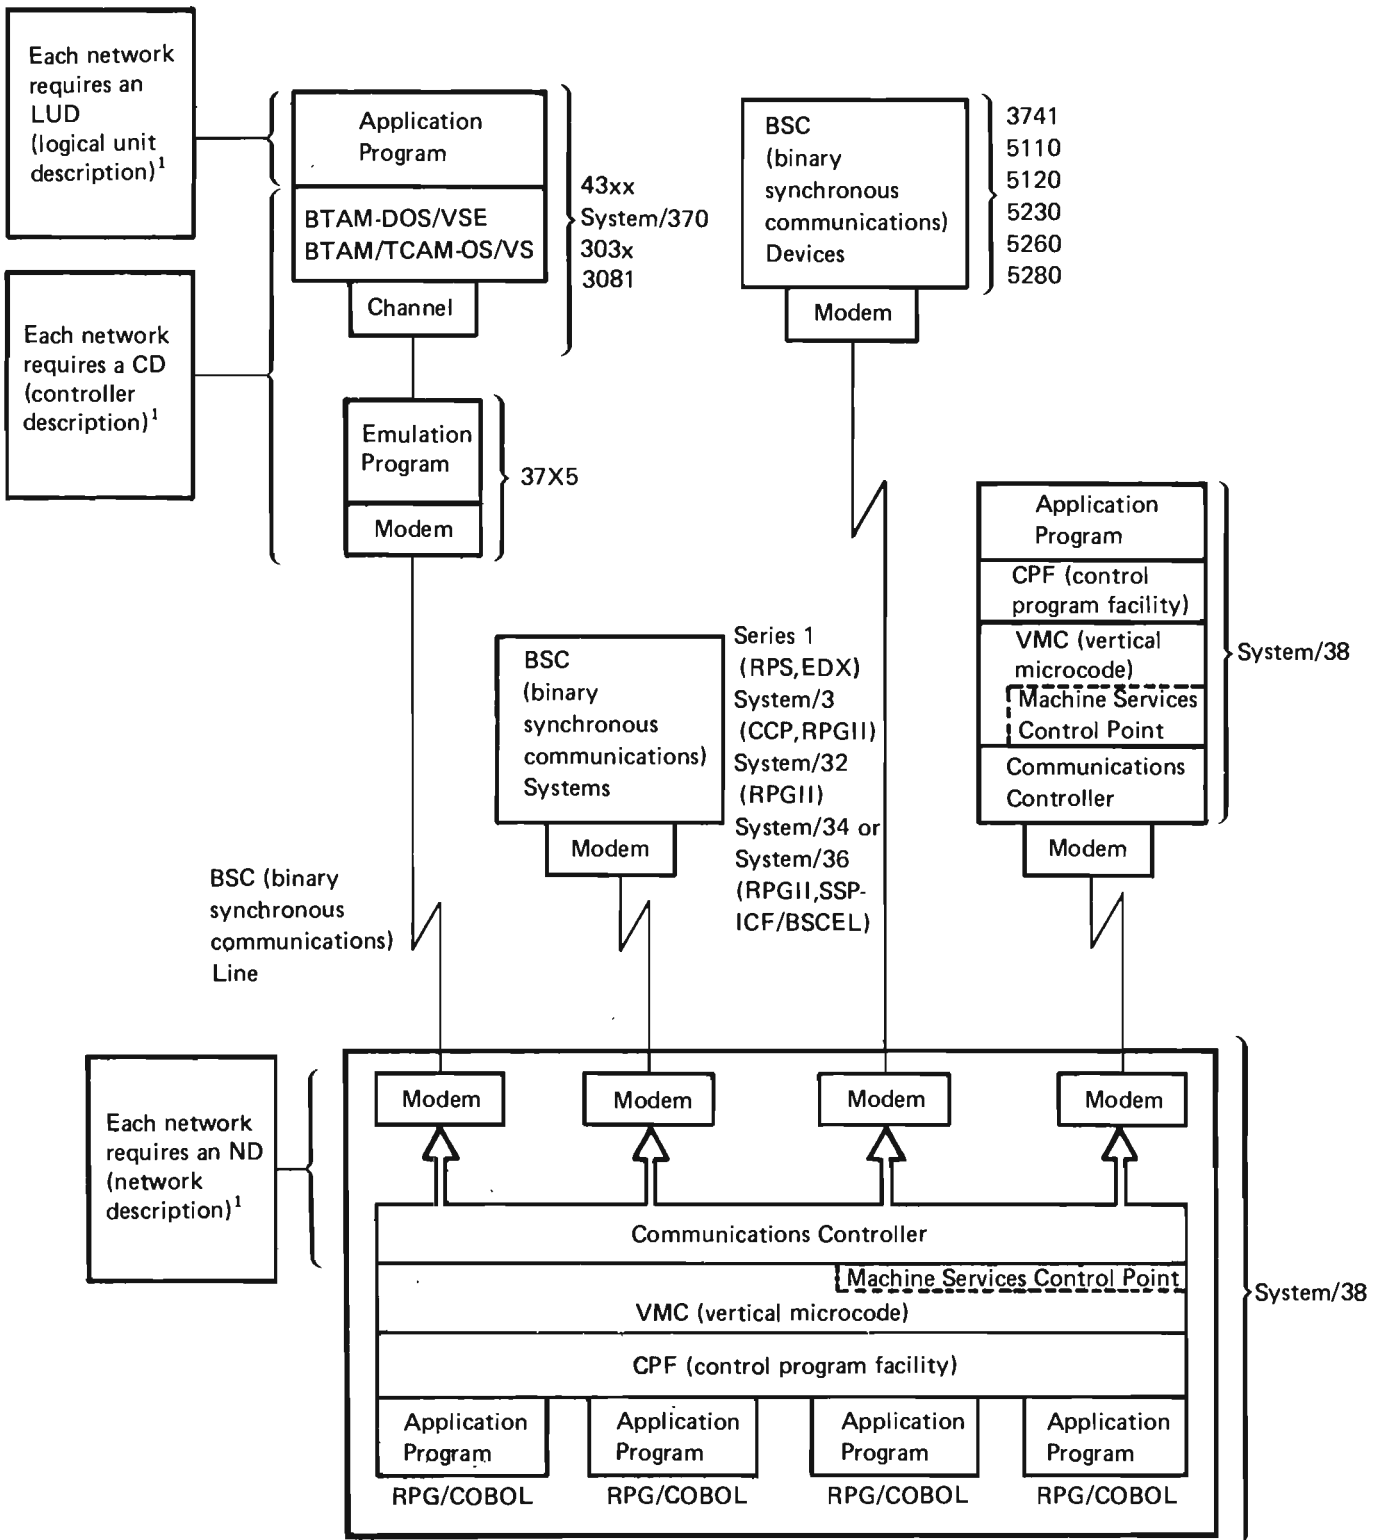 Each network
requires an
LUD
(logical unit
description)¹
Each network
requires a CD
(controller
description)¹
Application
Program
BTAM-DOS/VSE
BTAM/TCAM-OS/VS
Channel
43xx
System/370
303x
3081
Emulation
Program
Modem
37X5
BSC
(binary
synchronous
communications)
Devices
Modem
3741
5110
5120
5230
5260
5280
BSC
(binary
synchronous
communications)
Systems
Modem
Series 1
(RPS,EDX)
System/3
(CCP,RPGII)
System/32
(RPGII)
System/34 or
System/36
(RPGII,SSP-
ICF/BSCEL)
Application
Program
CPF (control
program facility)
VMC (vertical
microcode)
Machine Services
Control Point
Communications
Controller
Modem
System/38
BSC (binary
synchronous
communications)
Line
Each network
requires an ND
(network
description)¹
Modem
Modem
Modem
Modem
Communications Controller
Machine Services Control Point
VMC (vertical microcode)
CPF (control program facility)
Application
Program
Application
Program
Application
Program
Application
Program
RPG/COBOL
RPG/COBOL
RPG/COBOL
RPG/COBOL
System/38